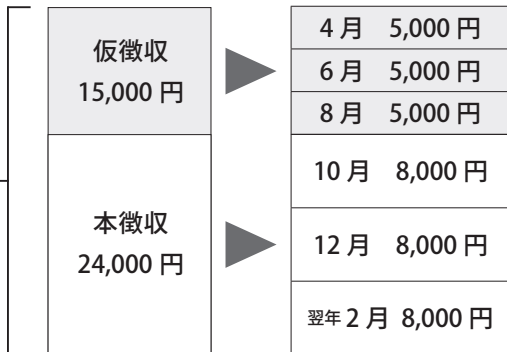 仮徴収
15,000 円
4 月 5,000 円
6 月 5,000 円
8 月 5,000 円
本徴収
24,000 円
10 月 8,000 円
12 月 8,000 円
翌年 2 月 8,000 円